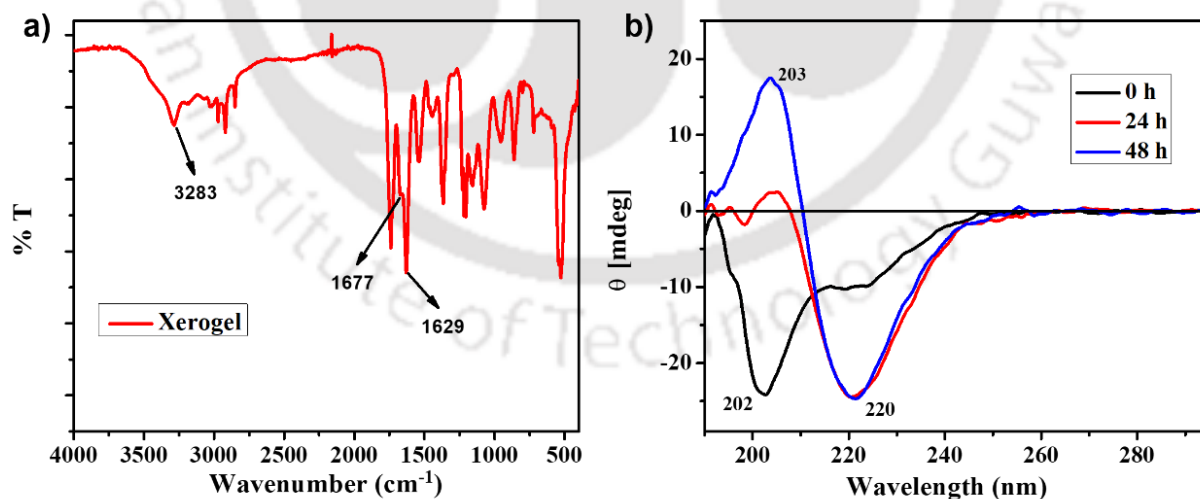 a)
% T
3283
1677
1629
Xerogel
4000 3500 3000 2500 2000 1500 1000 500
Wavenumber (cm⁻¹)
b)
θ [mdeg]
20
10
0
-10
-20
203
0 h
24 h
48 h
202
220
200 220 240 260 280
Wavelength (nm)
an Institute of Technology Guwa